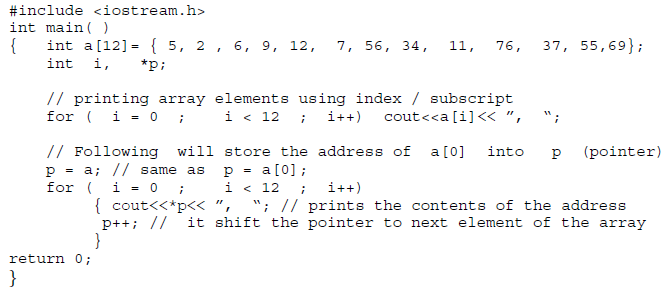 #include <iostream.h>
int main( )
{ int a[12]= { 5, 2 , 6, 9, 12, 7, 56, 34, 11, 76, 37, 55,69};
int i, *p;
// printing array elements using index / subscript
for ( i = 0 ; i < 12 ; i++) cout<<a[i]<< ”, “;
// Following will store the address of a[0] into p (pointer)
p = a; // same as p = a[0];
for ( i = 0 ; i < 12 ; i++)
{ cout<<*p<< ”, “; // prints the contents of the address
p++; // it shift the pointer to next element of the array
}
return 0;
}